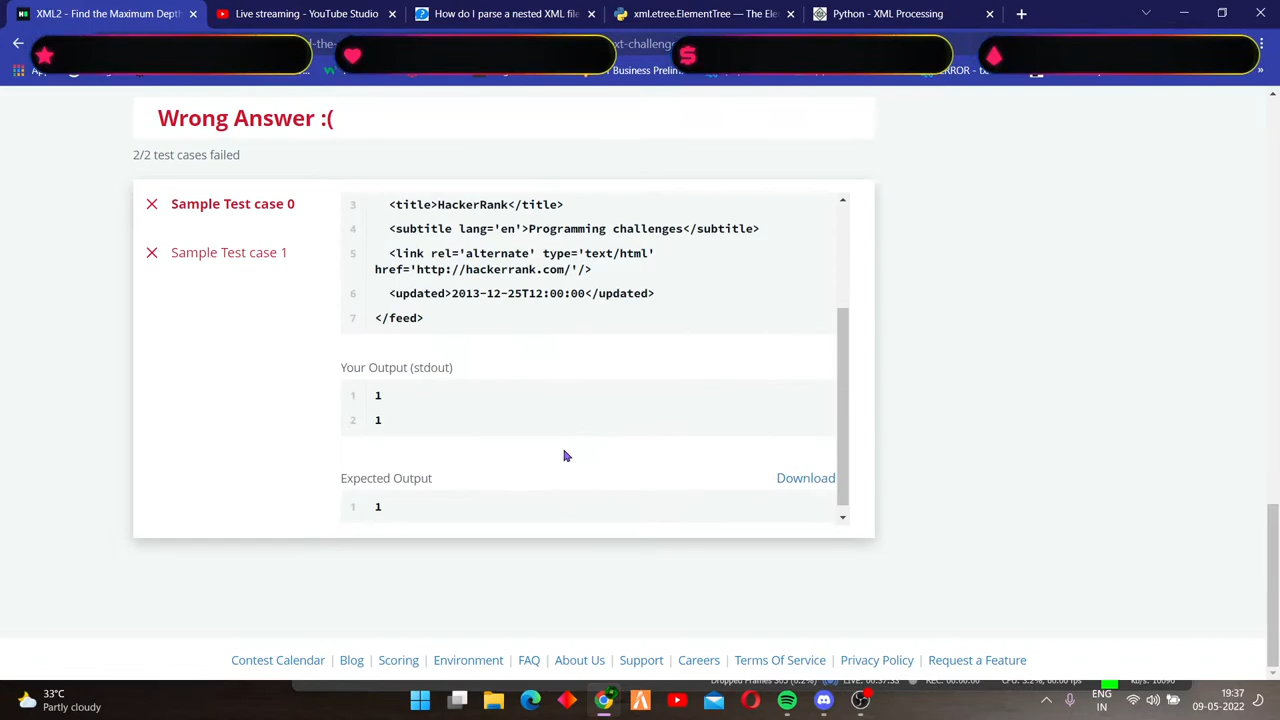 XML2 - Find the Maximum Depth
Live streaming - YouTube Studio
How do I parse a nested XML file
xml.etree.ElementTree — The Ele
Python - XML Processing
Wrong Answer :(
2/2 test cases failed
Sample Test case 0
Sample Test case 1
3 <title>HackerRank</title>
4 <subtitle lang='en'>Programming challenges</subtitle>
5 <link rel='alternate' type='text/html'
href='http://hackerrank.com/'/>
6 <updated>2013-12-25T12:00:00</updated>
7 </feed>
Your Output (stdout)
1 1
2 1
Expected Output
Download
1 1
Contest Calendar | Blog | Scoring | Environment | FAQ | About Us | Support | Careers | Terms Of Service | Privacy Policy | Request a Feature
33°C
Partly cloudy
ENG
IN
19:37
09-05-2022